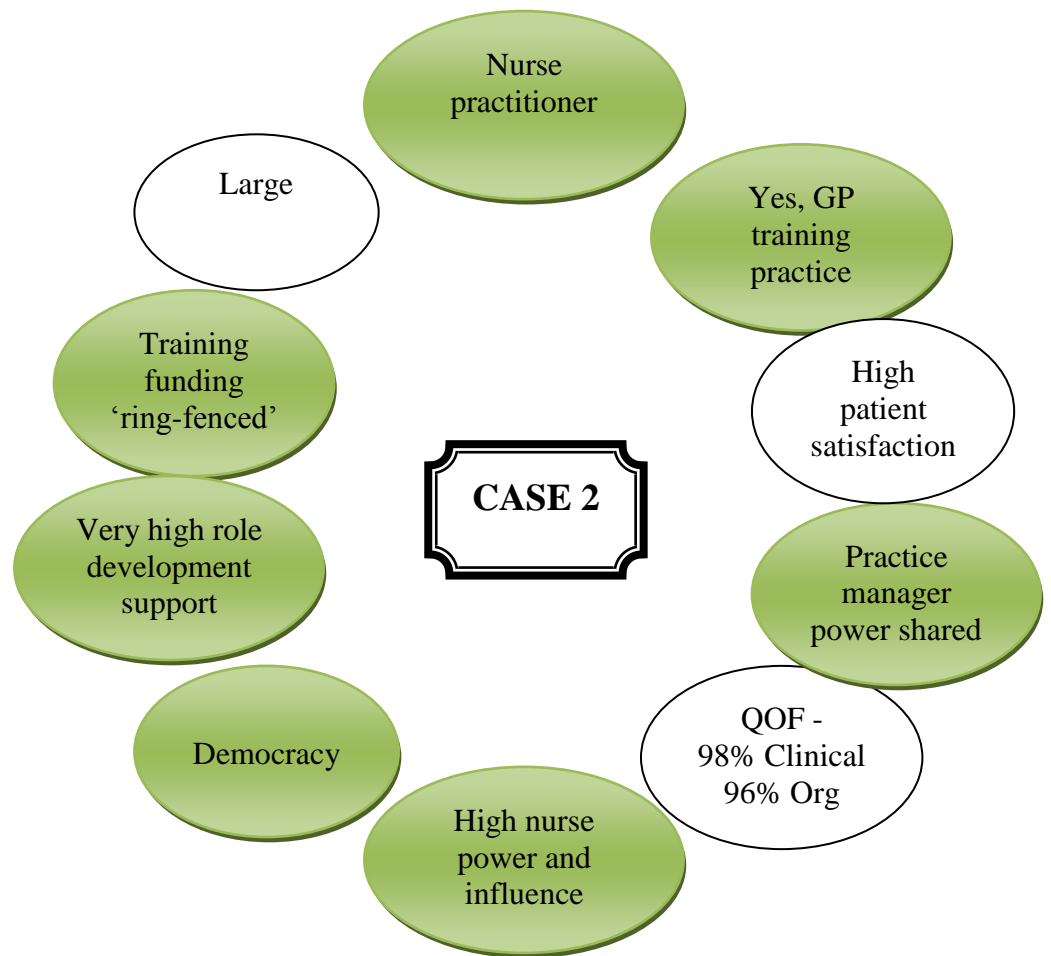 Nurse
practitioner
Large
Yes, GP
training
practice
Training
funding
‘ring-fenced’
High
patient
satisfaction
CASE 2
Very high role
development
support
Practice
manager
power shared
Democracy
QOF -
98% Clinical
96% Org
High nurse
power and
influence